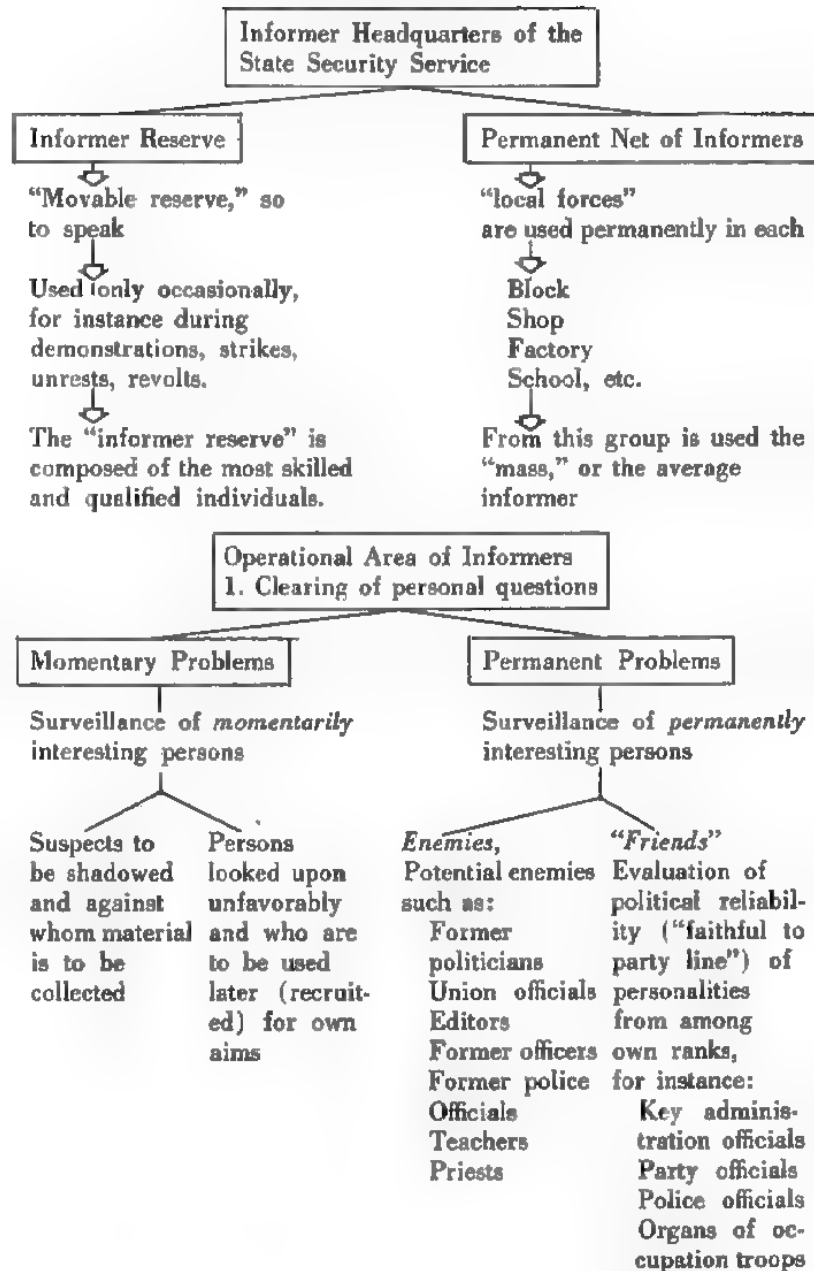 Informer Headquarters of the
State Security Service
Informer Reserve
"Movable reserve," so
to speak
Used only occasionally,
for instance during
demonstrations, strikes,
unrests, revolts.
The "informer reserve" is
composed of the most skilled
and qualified individuals.
Permanent Net of Informers
"local forces"
are used permanently in each
Block
Shop
Factory
School, etc.
From this group is used the
"mass," or the average
informer
Operational Area of Informers
1. Clearing of personal questions
Momentary Problems
Surveillance of momentarily
interesting persons
Suspects to
be shadowed
and against
whom material
is to be
collected
Persons
looked upon
unfavorably
and who are
to be used
later (recruit-
ed) for own
aims
Permanent Problems
Surveillance of permanently
interesting persons
Enemies,
Potential enemies
such as:
Former
politicians
Union officials
Editors
Former officers
Former police
Officials
Teachers
Priests
"Friends"
Evaluation of
political reliabil-
ity ("faithful to
party line") of
personalities
from among
own ranks,
for instance:
Key adminis-
tration officials
Party officials
Police officials
Organs of oc-
cupation troops